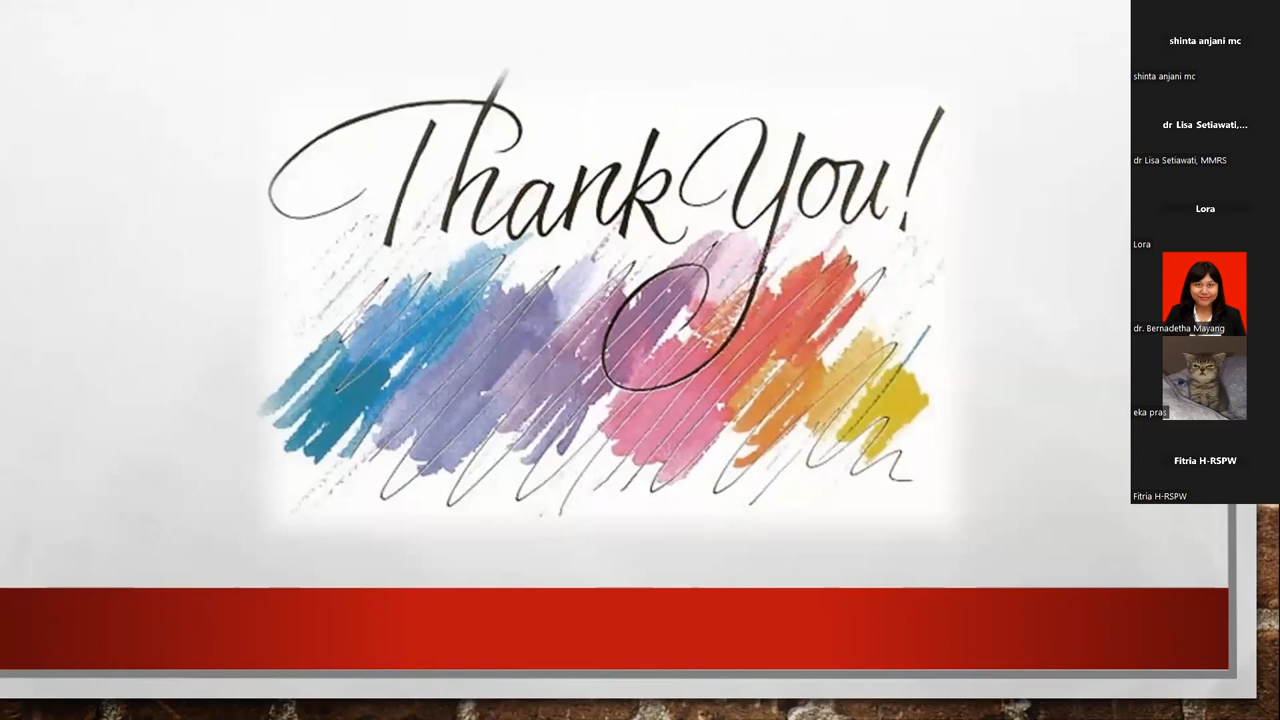 Thank You!
shinta anjani mc
shinta anjani mc
dr Lisa Setiawati,...
dr Lisa Setiawati, MMRS
Lora
Lora
dr. Bernadetha Mayang
eka pras
Fitria H-RSPW
Fitria H-RSPW